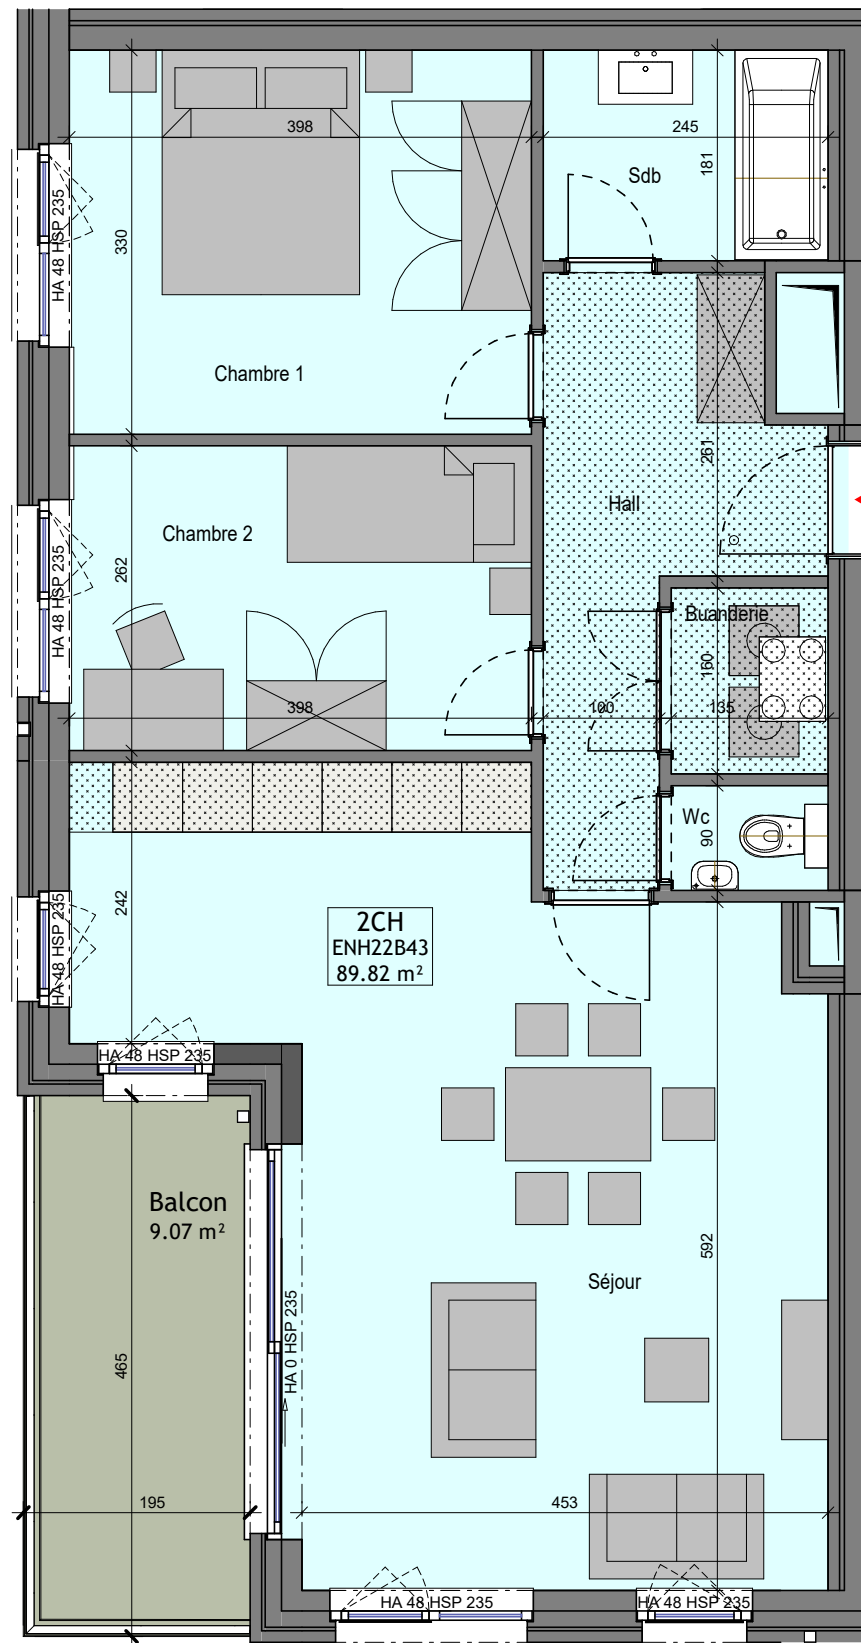 398
245
181
Sdb
HA 48 HSP 235
330
Chambre 1
261
Hall
Chambre 2
262
HA 48 HSP 235
Buanderie
160
398
100
135
Wc
90
242
HA 48 HSP 235
2CH
ENH22B43
89.82 m²
HA 48 HSP 235
Balcon
9.07 m²
592
Séjour
HA 0 HSP 235
465
195
453
HA 48 HSP 235
HA 48 HSP 235